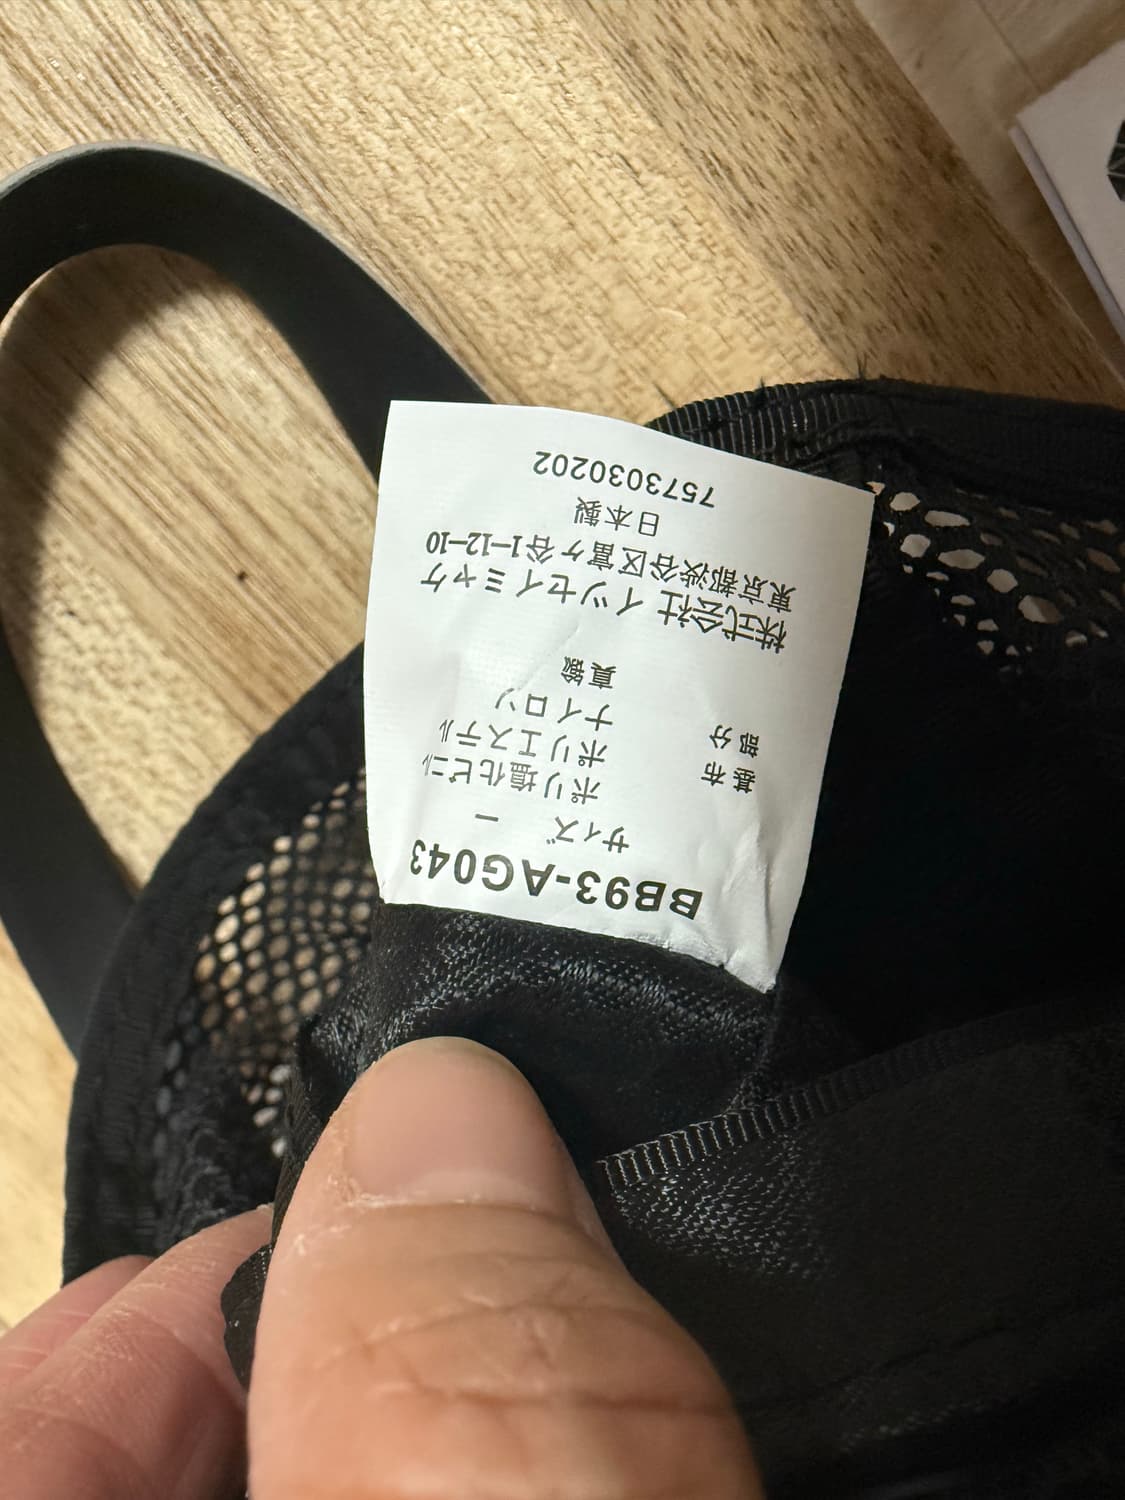 BB93-AG043
サイズ ー
基布 ポリ塩化ビニル
部分 ポリエステル
ナイロン
真鍮
株式会社 イッセイミヤケ
東京都渋谷区富ヶ谷1-12-10
日本製
7573030202